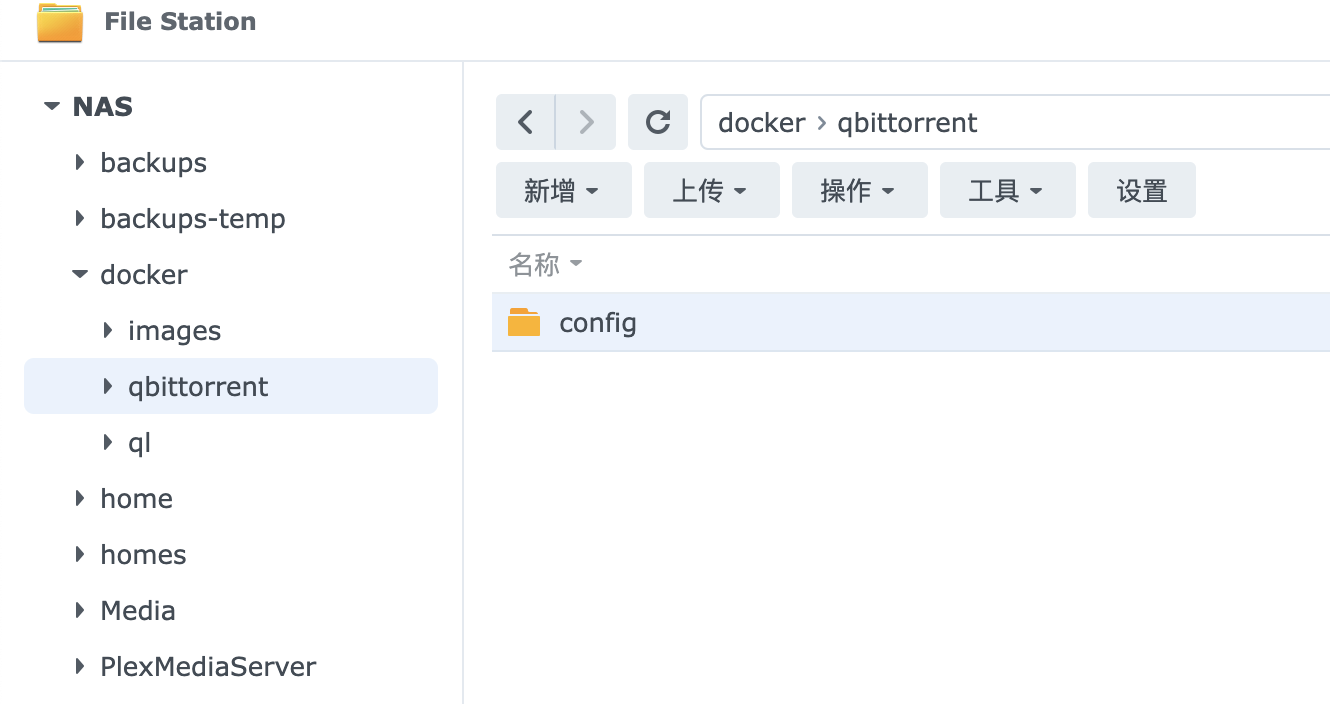 File Station
NAS
backups
backups-temp
docker
images
qbittorrent
ql
home
homes
Media
PlexMediaServer
docker › qbittorrent
新增 上传 操作 工具 设置
名称
config